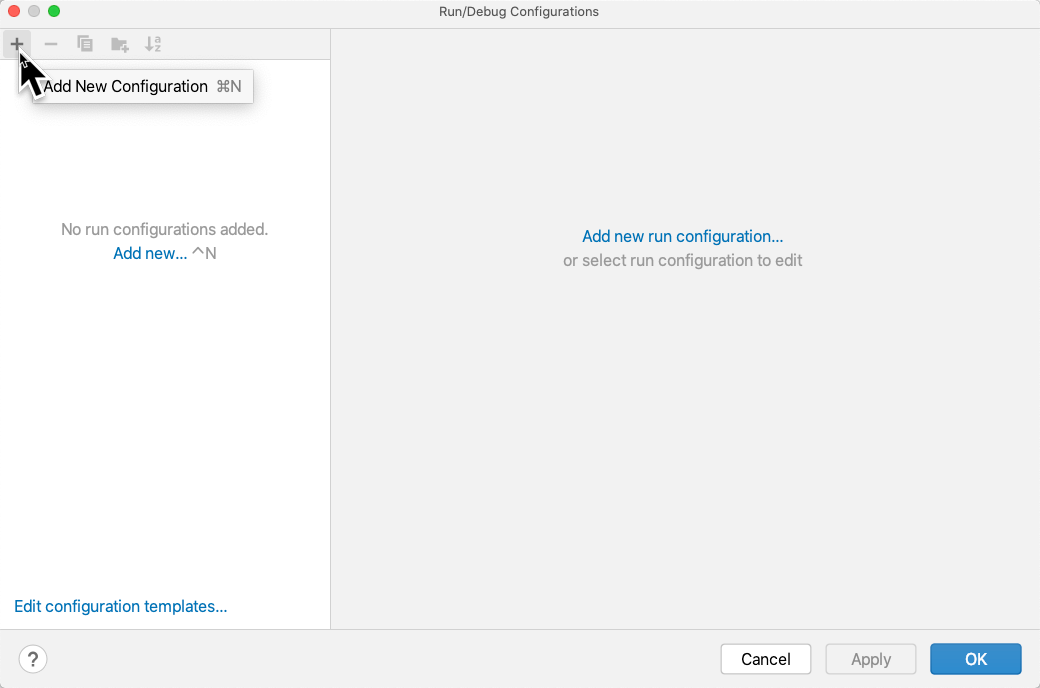 Run/Debug Configurations
Add New Configuration ⌘N
No run configurations added.
Add new... ^N
Add new run configuration...
or select run configuration to edit
Edit configuration templates...
?
Cancel
Apply
OK